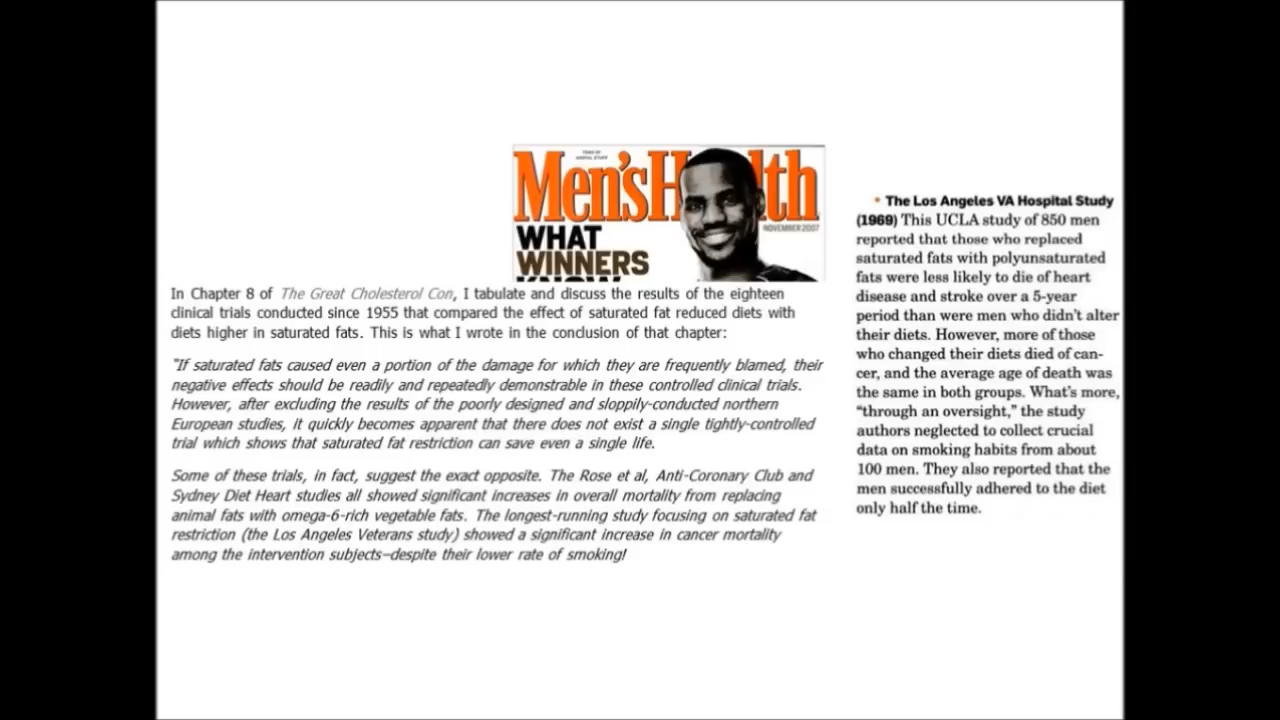 Men's H lth
NOVEMBER 2007
WHAT
WINNERS
In Chapter 8 of The Great Cholesterol Con, I tabulate and discuss the results of the eighteen
clinical trials conducted since 1955 that compared the effect of saturated fat reduced diets with
diets higher in saturated fats. This is what I wrote in the conclusion of that chapter:
"If saturated fats caused even a portion of the damage for which they are frequently blamed, their
negative effects should be readily and repeatedly demonstrable in these controlled clinical trials.
However, after excluding the results of the poorly designed and sloppily-conducted northern
European studies, it quickly becomes apparent that there does not exist a single tightly-controlled
trial which shows that saturated fat restriction can save even a single life.
Some of these trials, in fact, suggest the exact opposite. The Rose et al, Anti-Coronary Club and
Sydney Diet Heart studies all showed significant increases in overall mortality from replacing
animal fats with omega-6-rich vegetable fats. The longest-running study focusing on saturated fat
restriction (the Los Angeles Veterans study) showed a significant increase in cancer mortality
among the intervention subjects—despite their lower rate of smoking!
• The Los Angeles VA Hospital Study
(1969) This UCLA study of 850 men
reported that those who replaced
saturated fats with polyunsaturated
fats were less likely to die of heart
disease and stroke over a 5-year
period than were men who didn't alter
their diets. However, more of those
who changed their diets died of can-
cer, and the average age of death was
the same in both groups. What's more,
"through an oversight," the study
authors neglected to collect crucial
data on smoking habits from about
100 men. They also reported that the
men successfully adhered to the diet
only half the time.